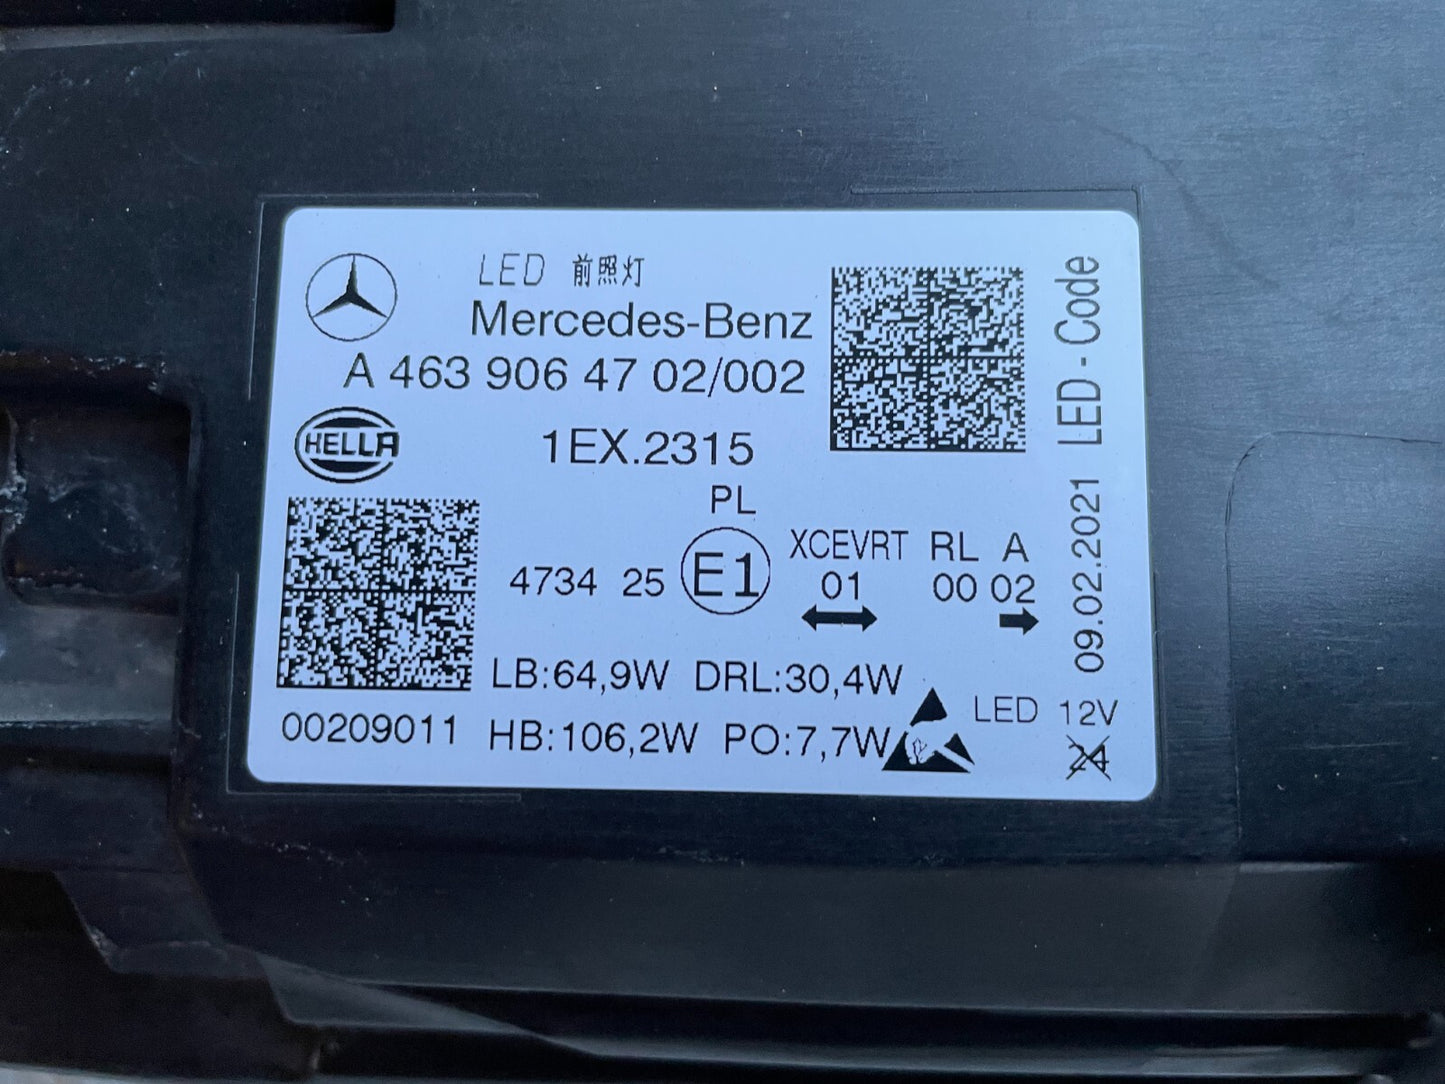 LED 前照灯
Mercedes-Benz
A 463 906 47 02/002
HELLA
1EX.2315
PL
4734 25 E1 XCEVRT RL A
01 00 02
LB:64,9W DRL:30,4W
00209011 HB:106,2W PO:7,7W
LED 12V
24
09.02.2021 LED - Code